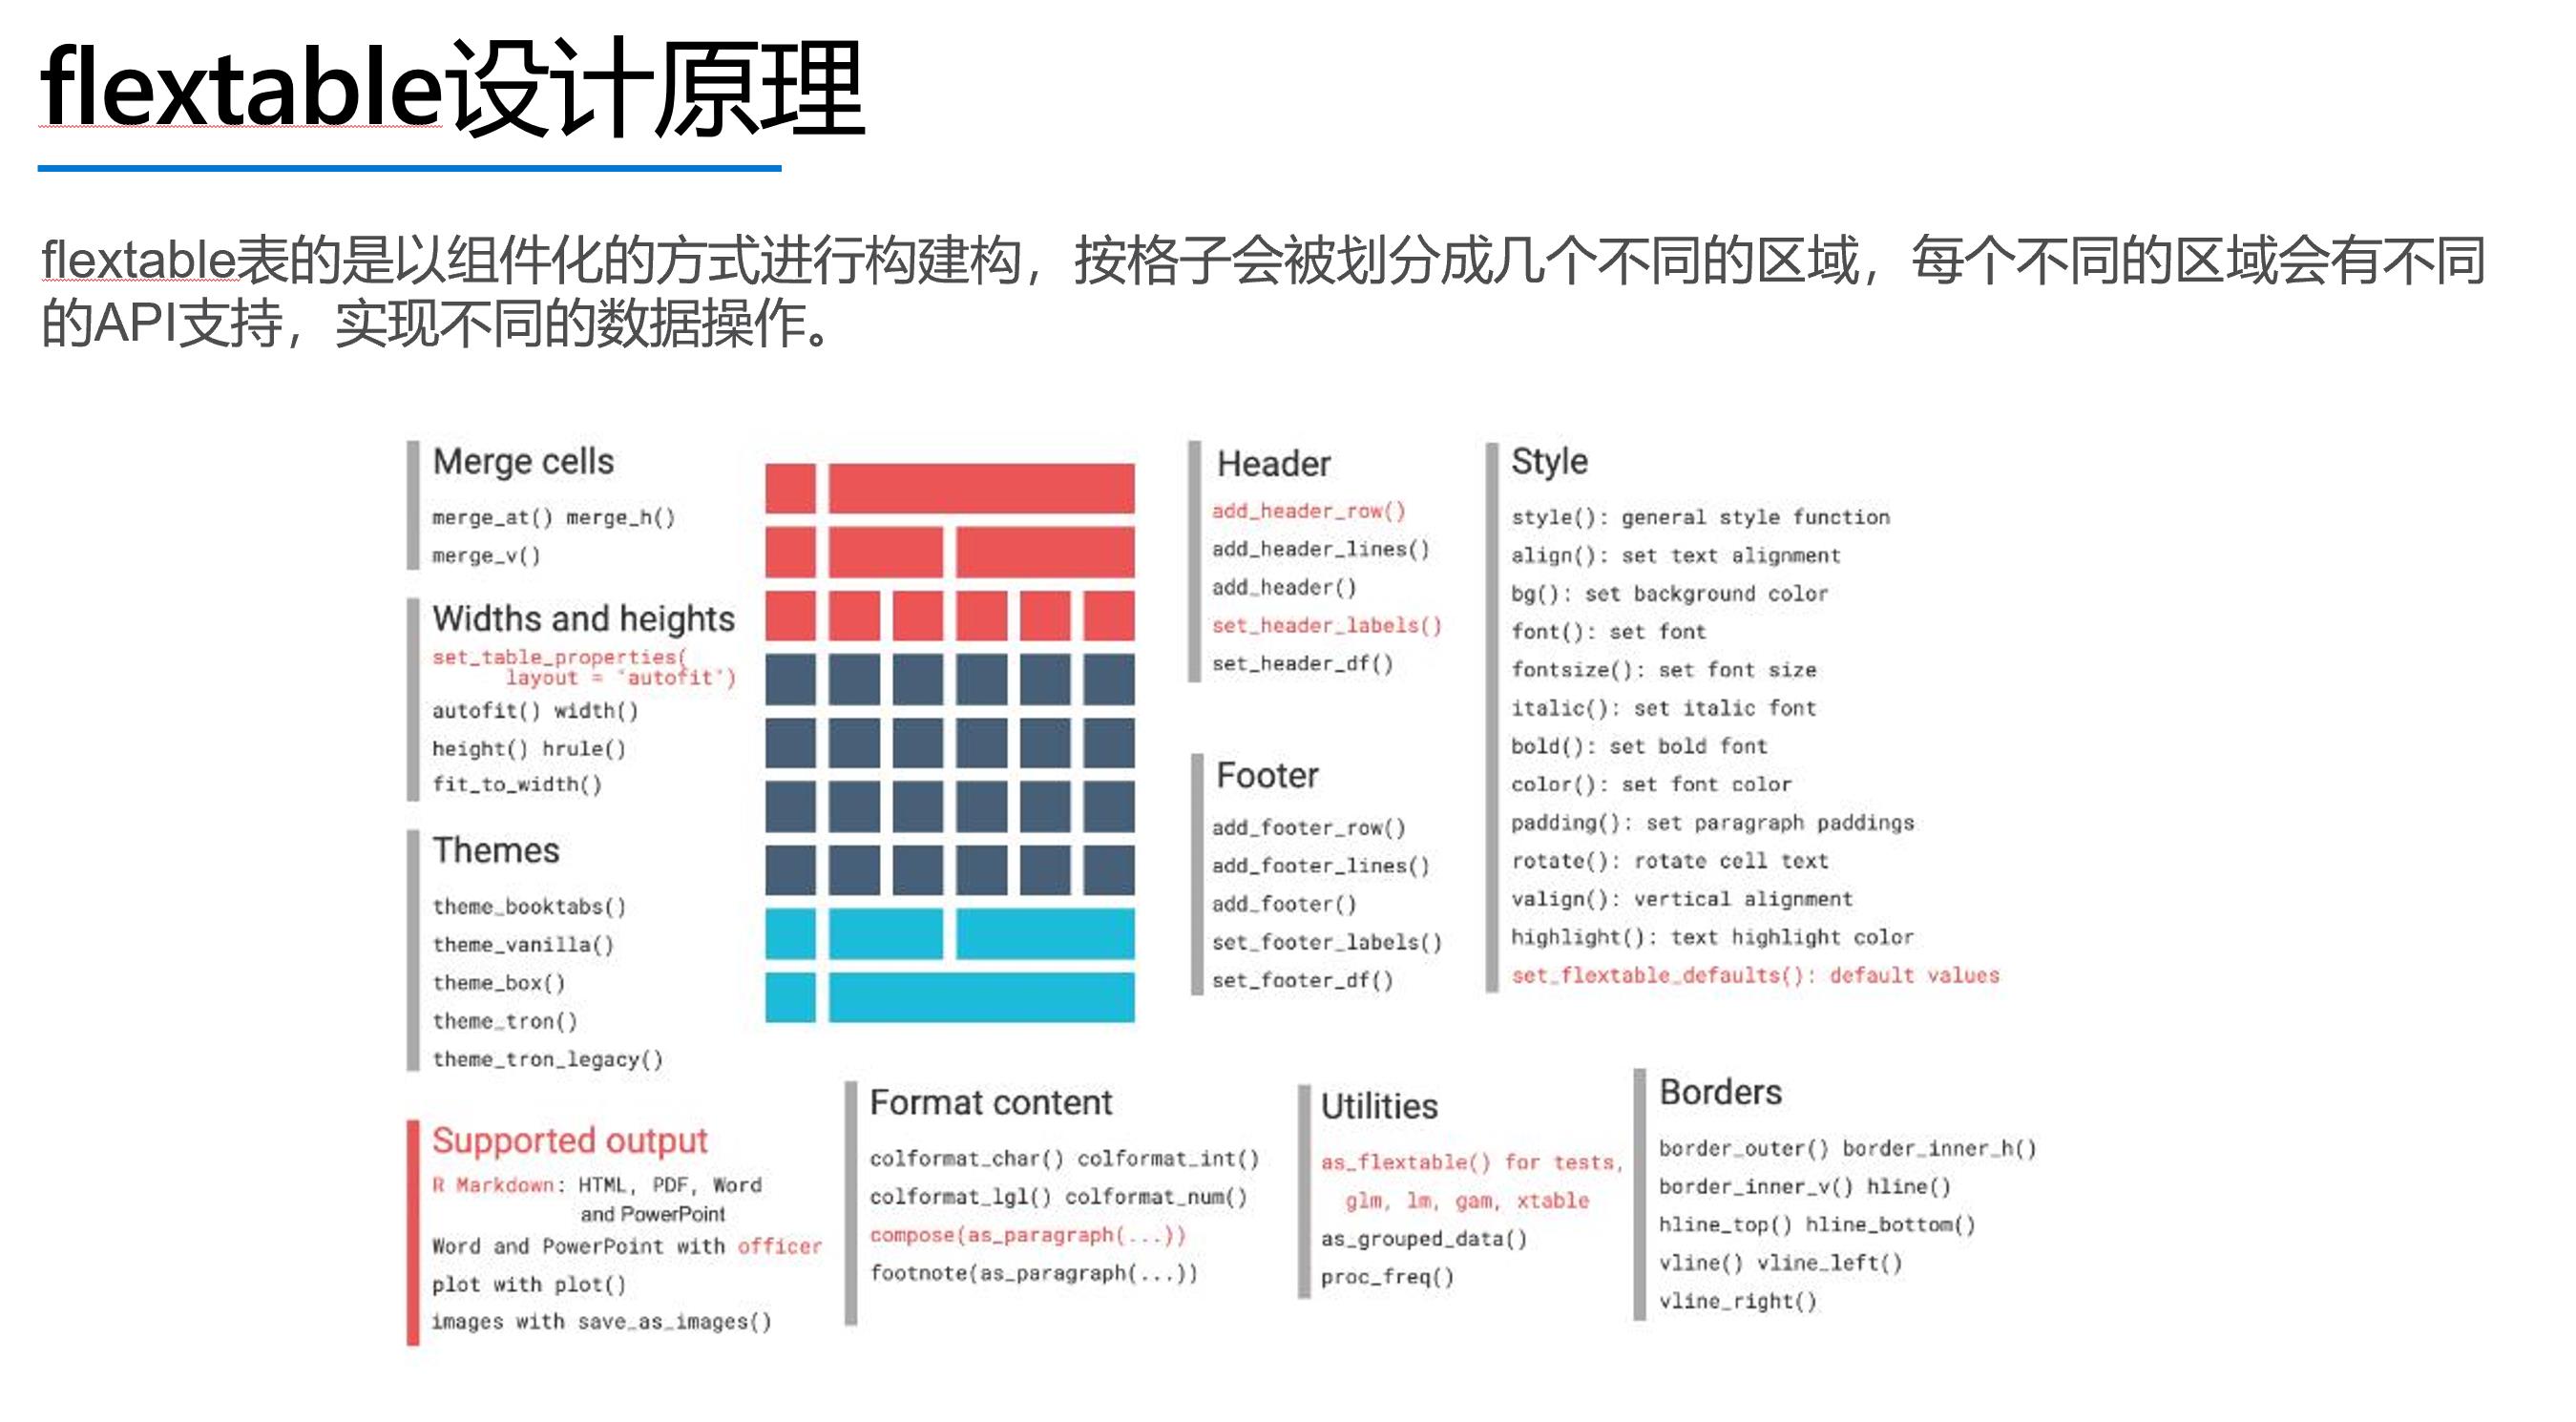 flextable设计原理
flextable表的是以组件化的方式进行构建构，按格子会被划分成几个不同的区域，每个不同的区域会有不同
的API支持，实现不同的数据操作。
Merge cells
merge_at() merge_h()
merge_v()
Widths and heights
set_table_properties(
layout = "autofit")
autofit() width()
height() hrule()
fit_to_width()
Themes
theme_booktabs()
theme_vanilla()
theme_box()
theme_tron()
theme_tron_legacy()
Supported output
R Markdown: HTML, PDF, Word
and PowerPoint
Word and PowerPoint with officer
plot with plot()
images with save_as_images()
Header
add_header_row()
add_header_lines()
add_header()
set_header_labels()
set_header_df()
Footer
add_footer_row()
add_footer_lines()
add_footer()
set_footer_labels()
set_footer_df()
Style
style(): general style function
align(): set text alignment
bg(): set background color
font(): set font
fontsize(): set font size
italic(): set italic font
bold(): set bold font
color(): set font color
padding(): set paragraph paddings
rotate(): rotate cell text
valign(): vertical alignment
highlight(): text highlight color
set_flextable_defaults(): default values
Format content
colformat_char() colformat_int()
colformat_lgl() colformat_num()
compose(as_paragraph(...))
footnote(as_paragraph(...))
Utilities
as_flextable() for tests,
glm, lm, gam, xtable
as_grouped_data()
proc_freq()
Borders
border_outer() border_inner_h()
border_inner_v() hline()
hline_top() hline_bottom()
vline() vline_left()
vline_right()